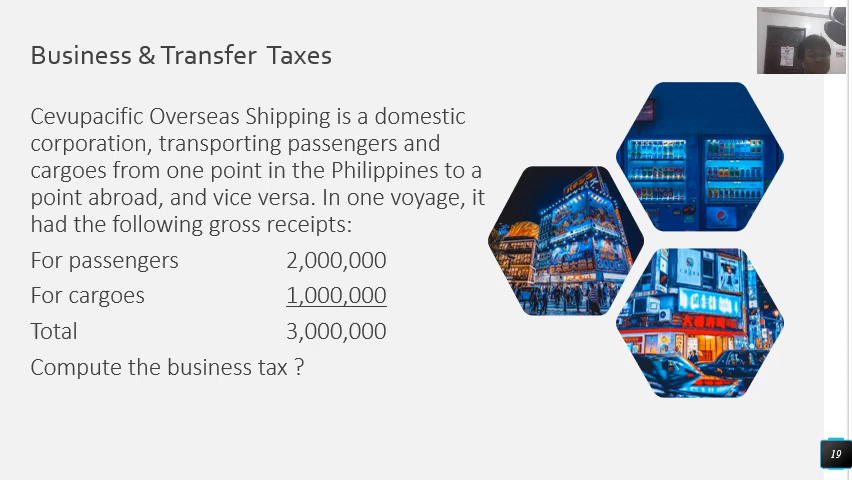 Business & Transfer Taxes
Cevupacific Overseas Shipping is a domestic
corporation, transporting passengers and
cargoes from one point in the Philippines to a
point abroad, and vice versa. In one voyage, it
had the following gross receipts:
For passengers 2,000,000
For cargoes 1,000,000
Total 3,000,000
Compute the business tax ?
pepsi
19